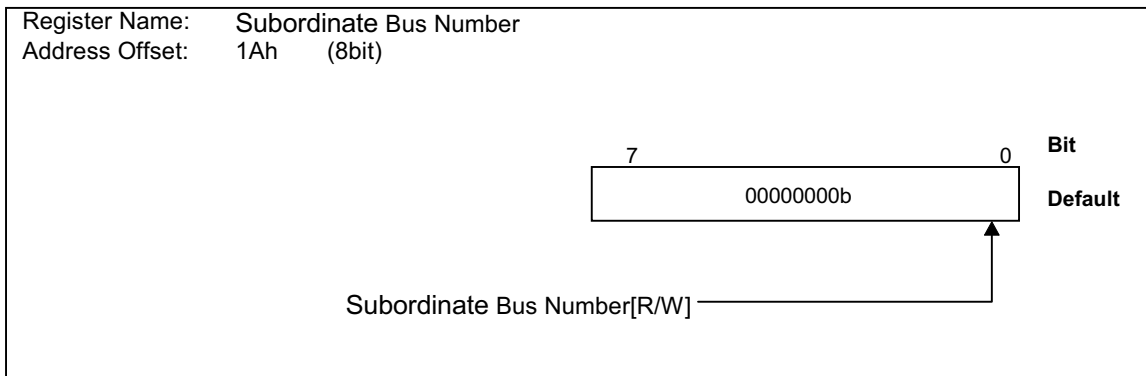 Register Name: Subordinate Bus Number
Address Offset: 1Ah (8bit)
7 0 Bit
00000000b Default
Subordinate Bus Number[R/W]